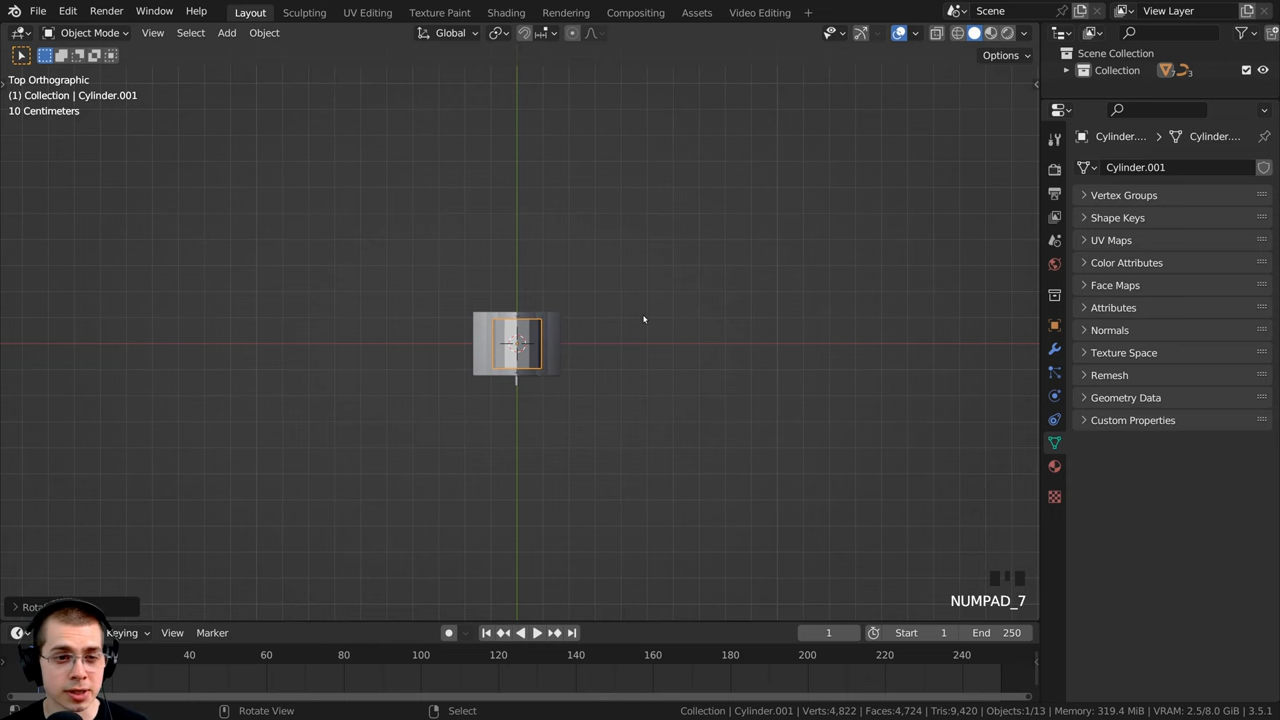 File Edit Render Window Help Layout Sculpting UV Editing Texture Paint Shading Animation Rendering Compositing Assets Video Editing Scene View Layer
Object Mode View Select Add Object Global
Options
Top Orthographic
(1) Collection | Cylinder.001
10 Centimeters
Scene Collection
Collection 7 3
Cylinder.... > Cylinder....
Cylinder.001
Vertex Groups
Shape Keys
UV Maps
Color Attributes
Face Maps
Attributes
Normals
Texture Space
Remesh
Geometry Data
Custom Properties
NUMPAD_7
Keying View Marker 1 Start 1 End 250
40 60 80 100 120 140 160 180 200 220 240
Rotate View Select Collection | Cylinder.001 | Verts:4,822 | Faces:4,724 | Tris:9,420 | Objects:1/13 | Memory: 319.4 MiB | VRAM: 2.5/8.0 GiB | 3.5.1